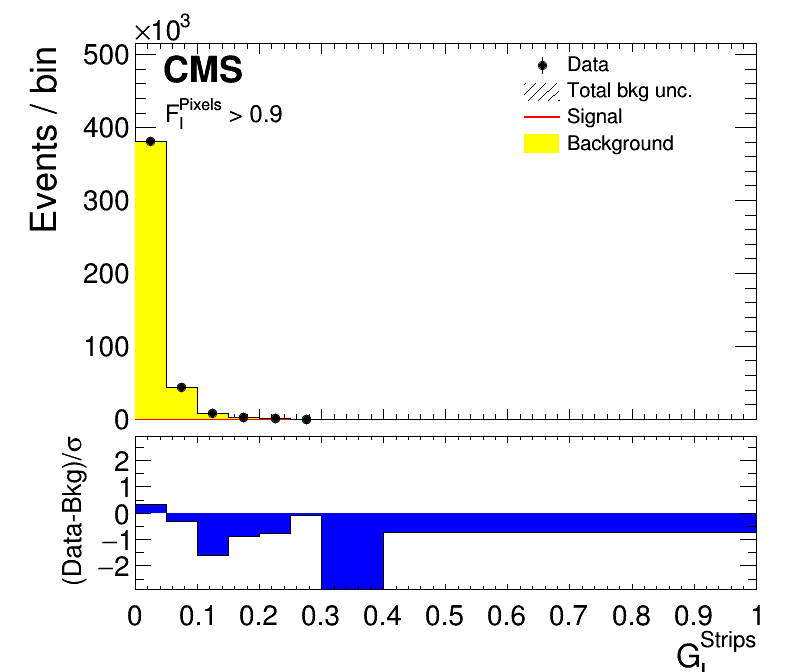 ×10³
500
400
300
200
100
0
Events / bin
CMS
F_I^Pixels > 0.9
Data
Total bkg unc.
Signal
Background
2
1
0
−1
−2
(Data-Bkg)/σ
0 0.1 0.2 0.3 0.4 0.5 0.6 0.7 0.8 0.9 1
G_I^Strips